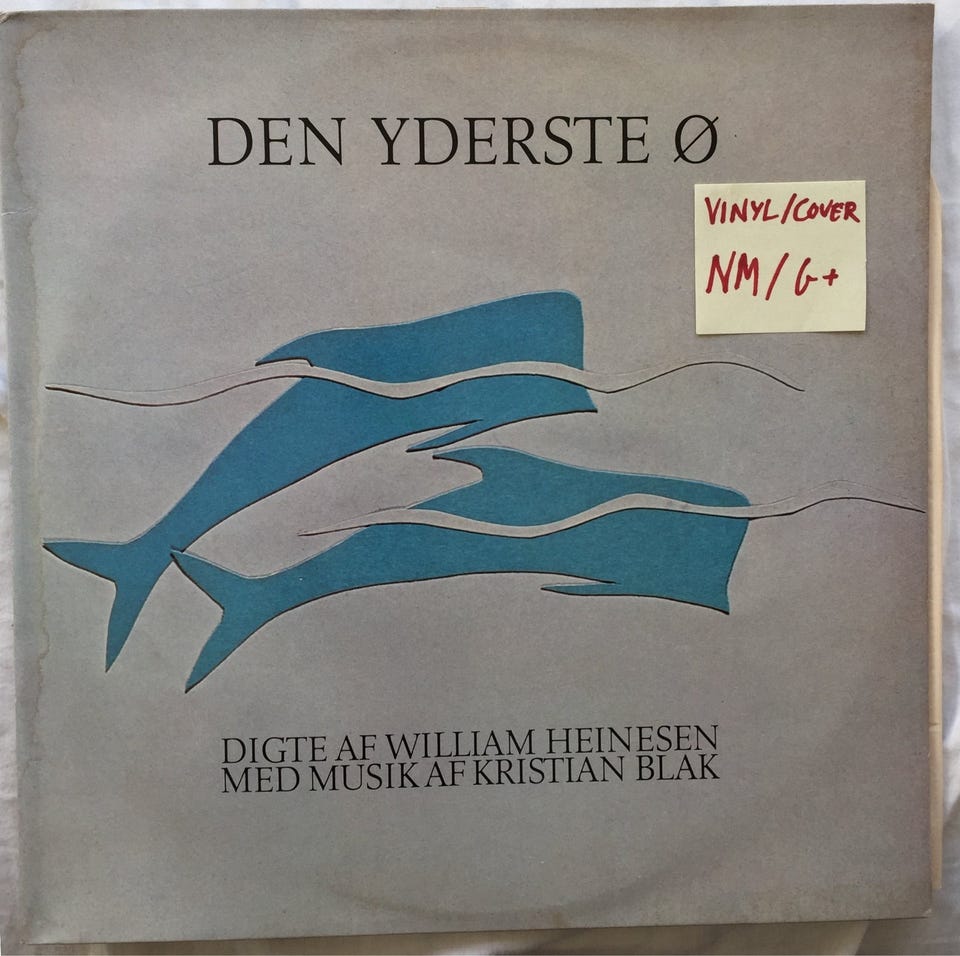 DEN YDERSTE Ø
VINYL/COVER
NM/G+
DIGTE AF WILLIAM HEINESEN
MED MUSIK AF KRISTIAN BLAK